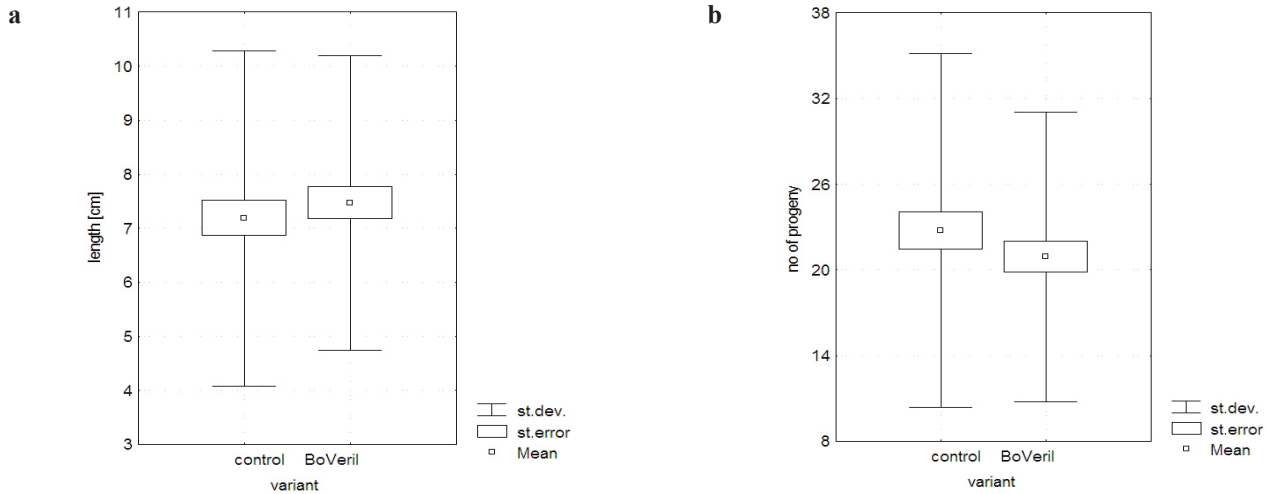 a
11
10
9
8
7
6
5
4
3
length [cm]
control BoVeril
variant
st.dev.
st.error
Mean
b
38
32
26
20
14
8
no of progeny
control BoVeril
variant
st.dev.
st.error
Mean